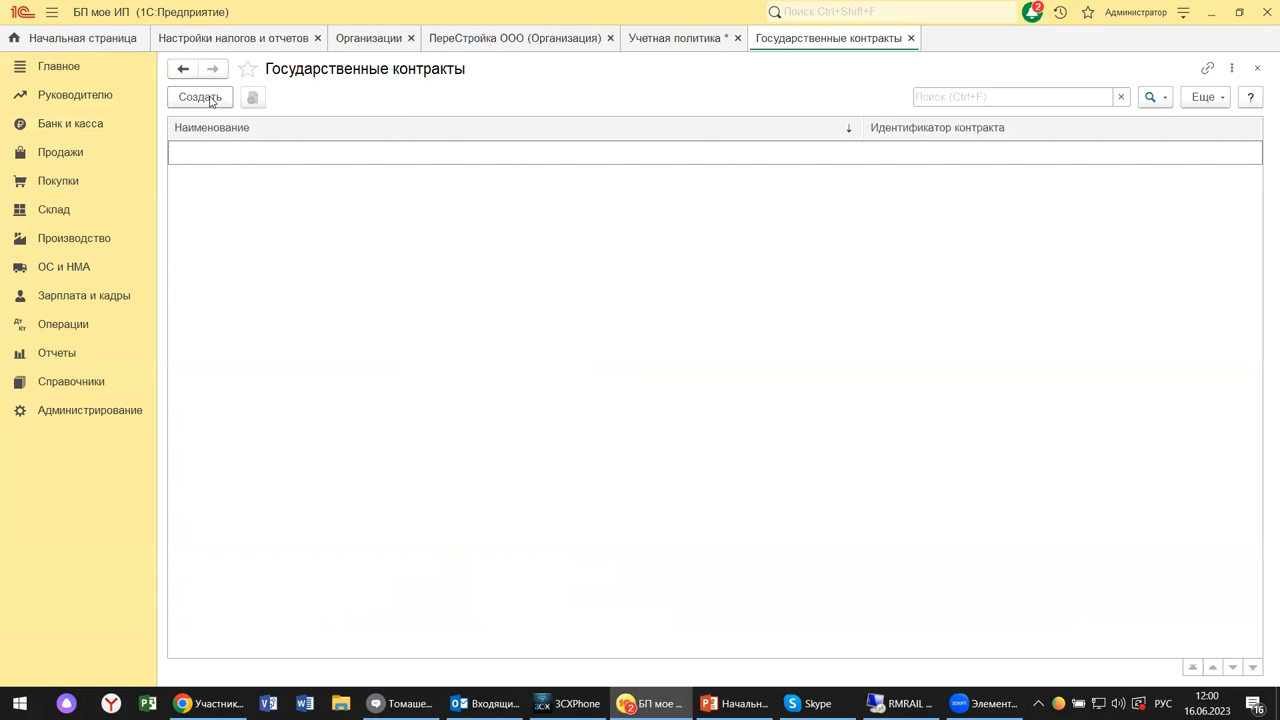 БП мое ИП (1С:Предприятие)
Поиск Ctrl+Shift+F
2
Администратор
Начальная страница
Настройки налогов и отчетов
Организации
ПереСтройка ООО (Организация)
Учетная политика *
Государственные контракты
Главное
Руководителю
Банк и касса
Продажи
Покупки
Склад
Производство
ОС и НМА
Зарплата и кадры
Операции
Отчеты
Справочники
Администрирование
Государственные контракты
Создать
Поиск (Ctrl+F)
Еще
?
Наименование
Идентификатор контракта
Участник...
Томаше...
Входящи...
3CXPhone
БП мое ...
Начальн...
Skype
RMRAIL ...
Элемент...
РУС
12:00
16.06.2023
16